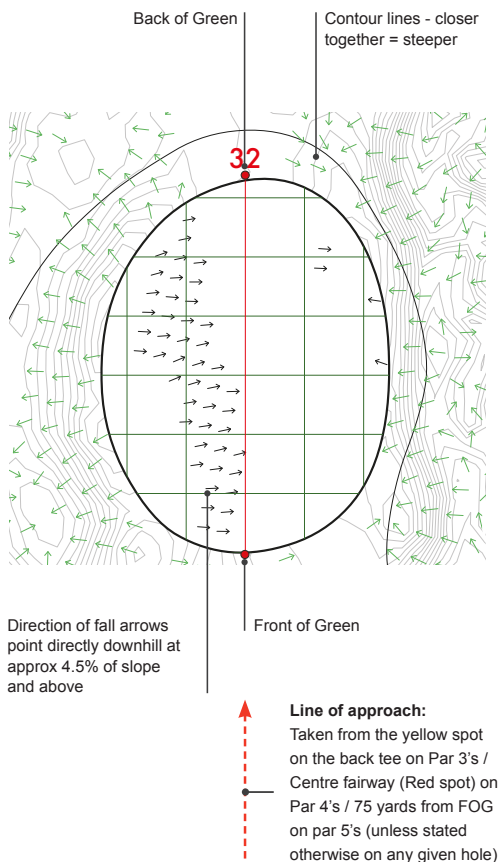 Back of Green
Contour lines - closer
together = steeper
32
Direction of fall arrows
point directly downhill at
approx 4.5% of slope
and above
Front of Green
Line of approach:
Taken from the yellow spot
on the back tee on Par 3's /
Centre fairway (Red spot) on
Par 4's / 75 yards from FOG
on par 5's (unless stated
otherwise on any given hole)